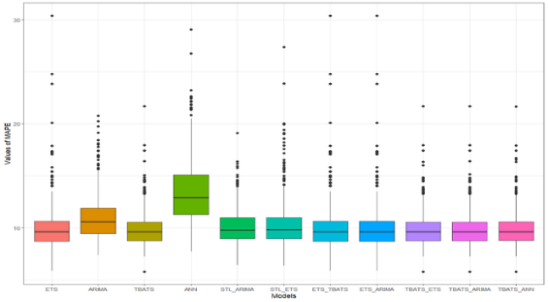 Values of MAPE
30
20
10
ETS ARIMA TBATS ANN STL_ARIMA STL_ETS ETS_TBATS ETS_ARIMA TBATS_ETS TBATS_ARIMA TBATS_ANN
Models